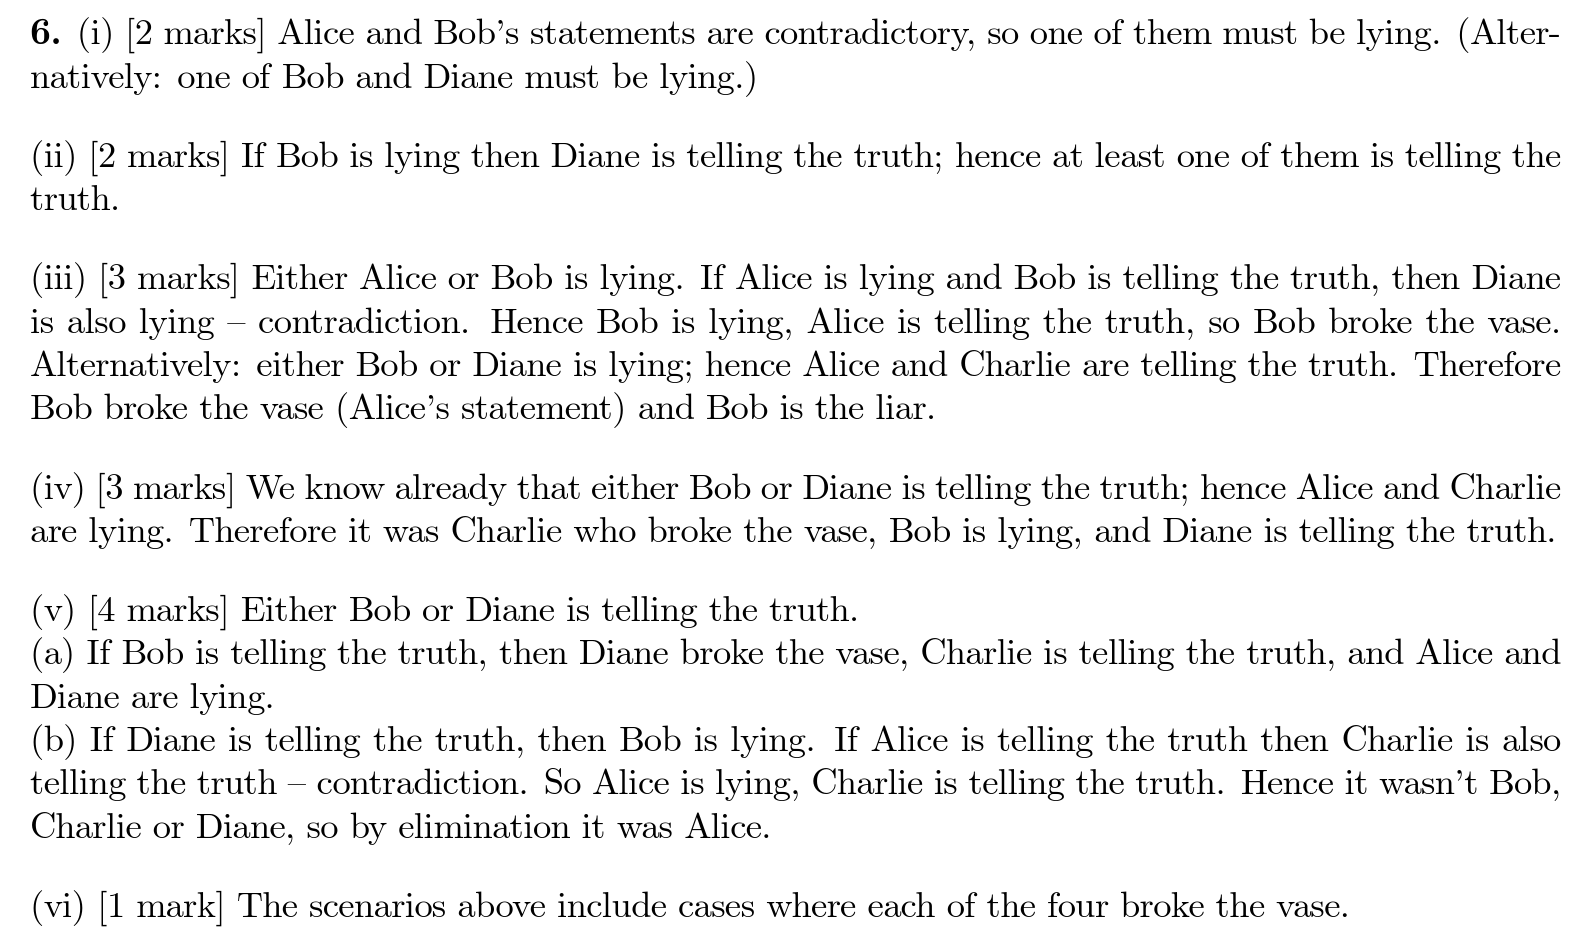 6. (i) [2 marks] Alice and Bob's statements are contradictory, so one of them must be lying. (Alter-
natively: one of Bob and Diane must be lying.)
(ii) [2 marks] If Bob is lying then Diane is telling the truth; hence at least one of them is telling the
truth.
(iii) [3 marks] Either Alice or Bob is lying. If Alice is lying and Bob is telling the truth, then Diane
is also lying – contradiction. Hence Bob is lying, Alice is telling the truth, so Bob broke the vase.
Alternatively: either Bob or Diane is lying; hence Alice and Charlie are telling the truth. Therefore
Bob broke the vase (Alice's statement) and Bob is the liar.
(iv) [3 marks] We know already that either Bob or Diane is telling the truth; hence Alice and Charlie
are lying. Therefore it was Charlie who broke the vase, Bob is lying, and Diane is telling the truth.
(v) [4 marks] Either Bob or Diane is telling the truth.
(a) If Bob is telling the truth, then Diane broke the vase, Charlie is telling the truth, and Alice and
Diane are lying.
(b) If Diane is telling the truth, then Bob is lying. If Alice is telling the truth then Charlie is also
telling the truth – contradiction. So Alice is lying, Charlie is telling the truth. Hence it wasn't Bob,
Charlie or Diane, so by elimination it was Alice.
(vi) [1 mark] The scenarios above include cases where each of the four broke the vase.